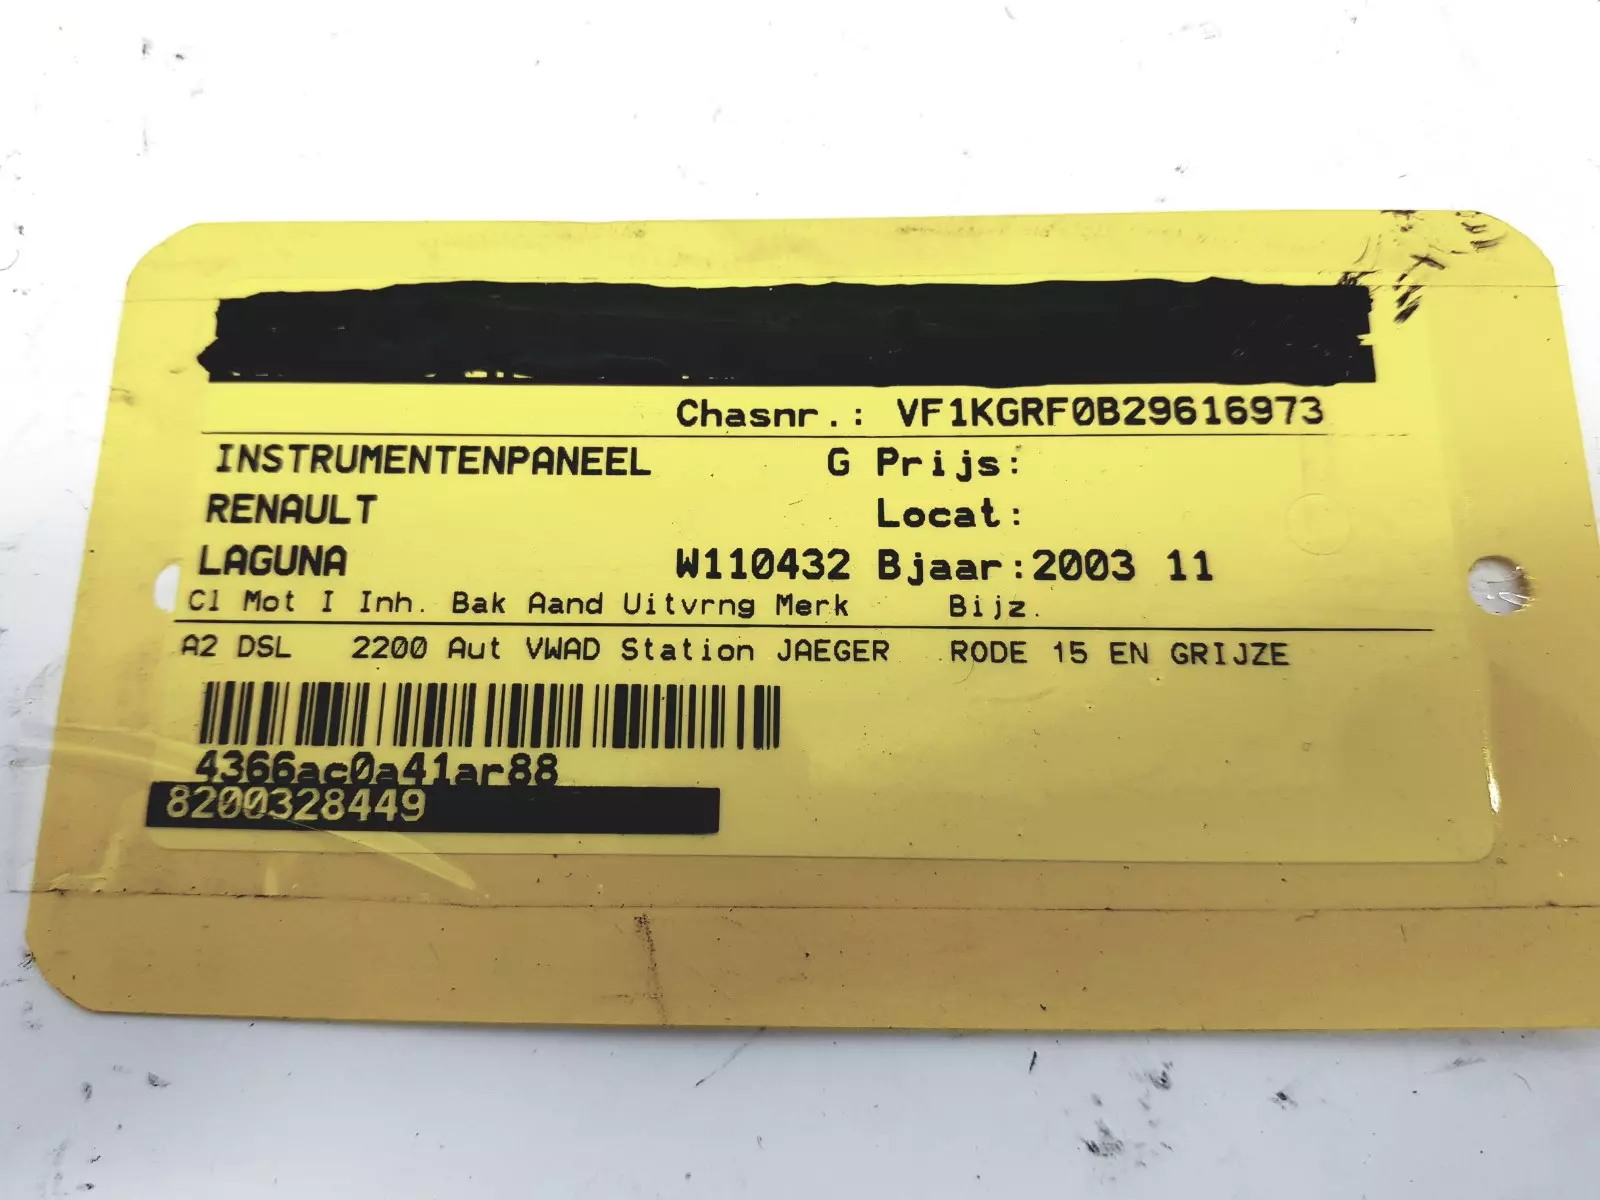 Chasnr.: VF1KGRF0B29616973
INSTRUMENTENPANEEL G Prijs:
RENAULT Locat:
LAGUNA W110432 Bjaar:2003 11
Cl Mot I Inh. Bak Aand Uitvrng Merk Bijz.
A2 DSL 2200 Aut VWAD Station JAEGER RODE 15 EN GRIJZE
4366ac0a41ar88
8200328449